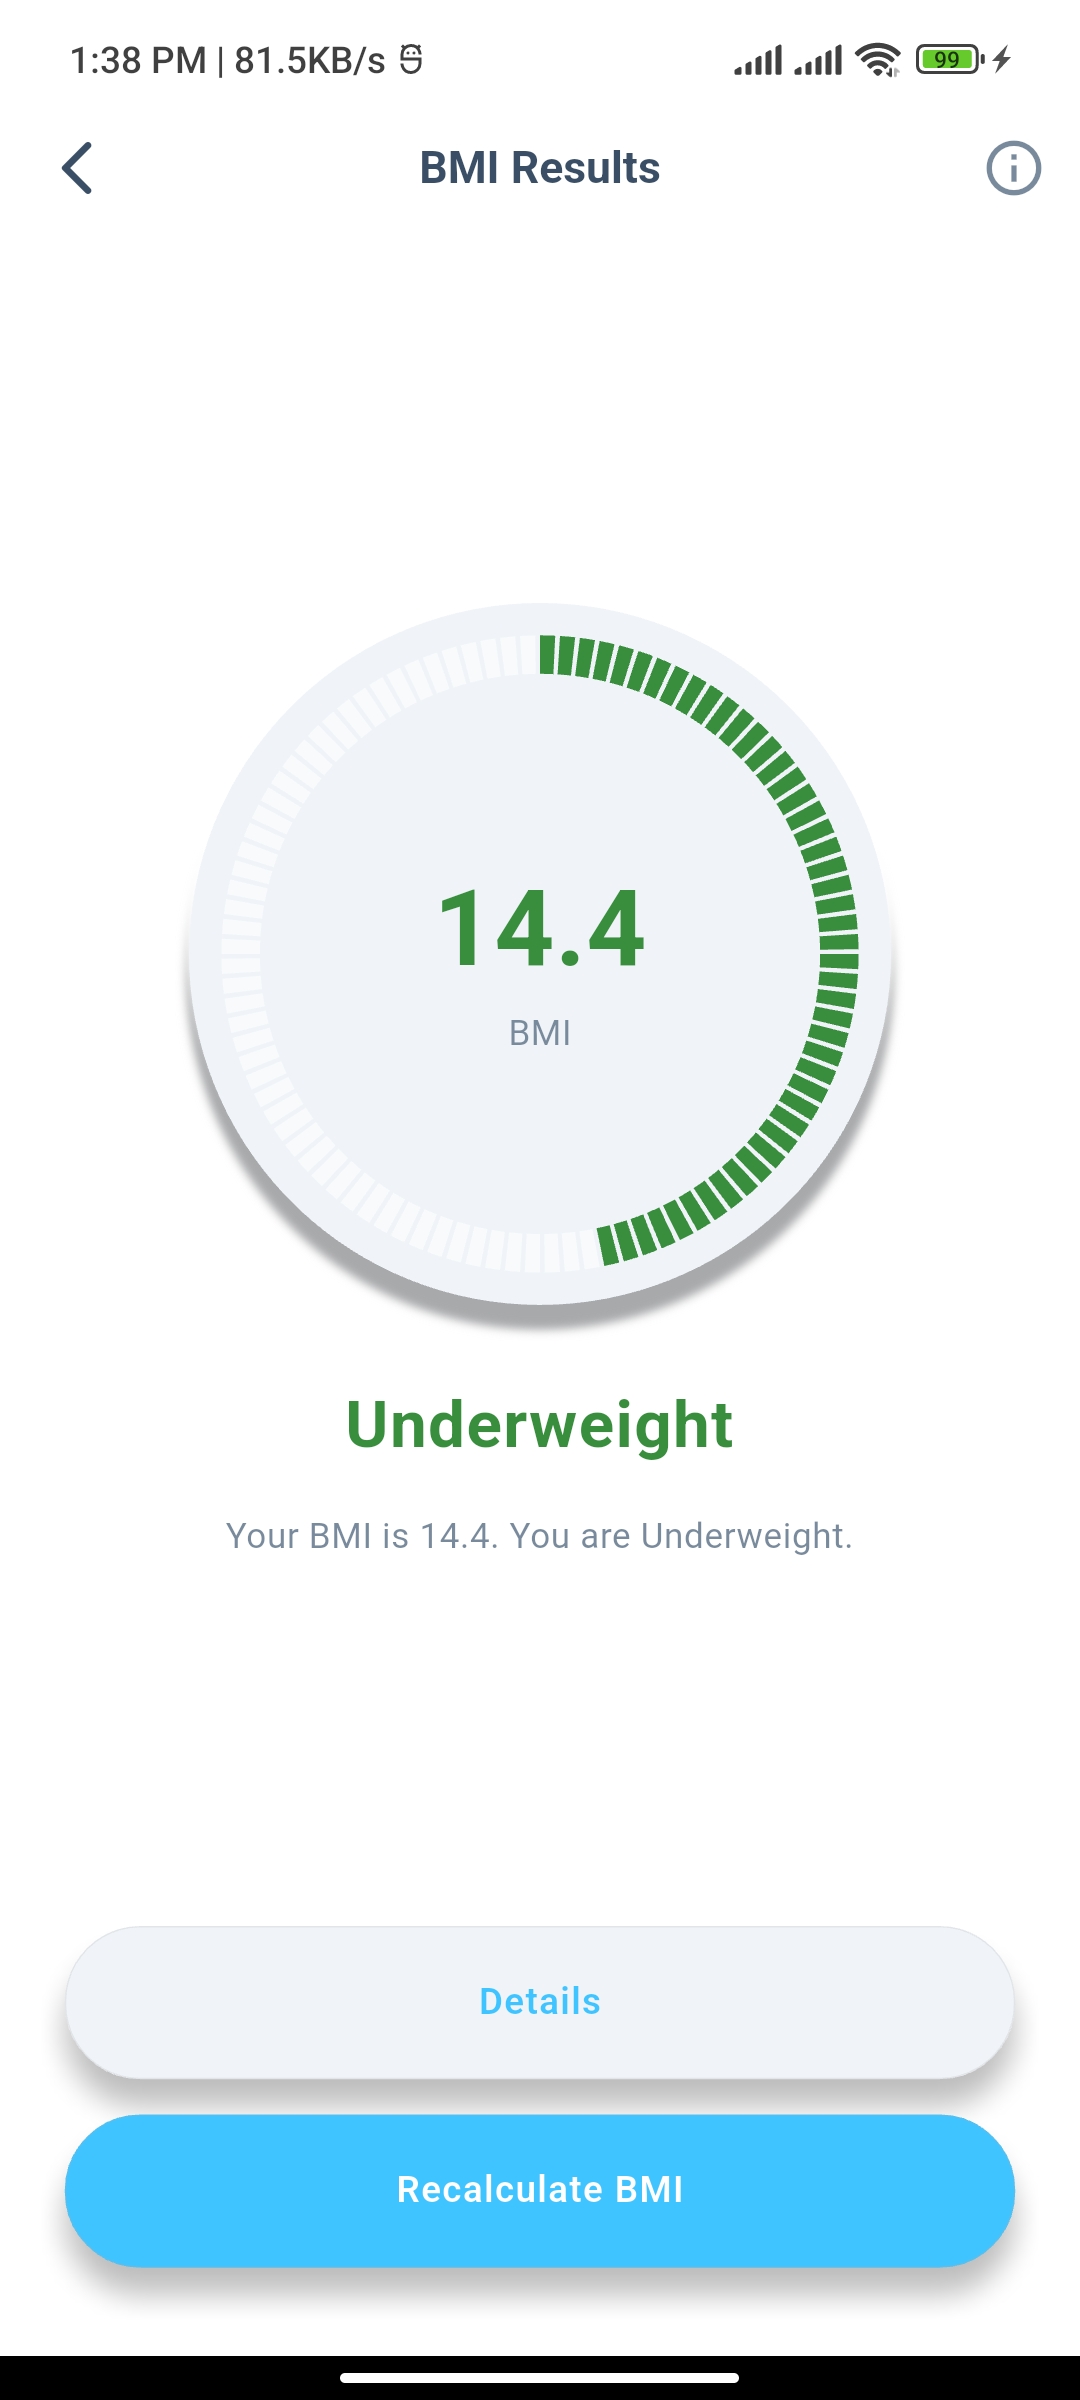 1:38 PM | 81.5KB/s
99
BMI Results
14.4
BMI
Underweight
Your BMI is 14.4. You are Underweight.
Details
Recalculate BMI